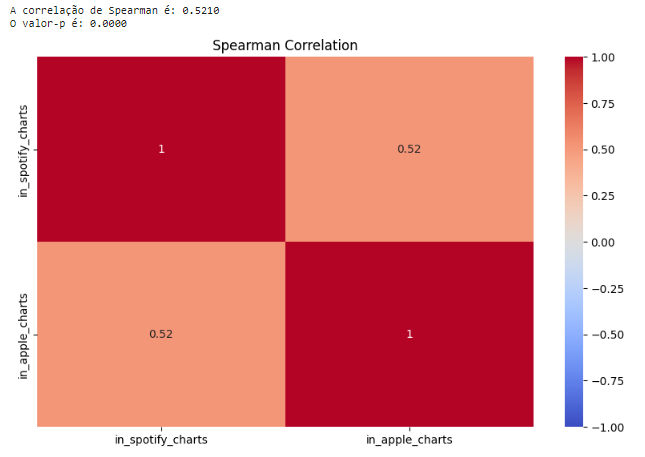 A correlação de Spearman é: 0.5210
O valor-p é: 0.0000
Spearman Correlation
in_spotify_charts
in_apple_charts
1
0.52
0.52
1
in_spotify_charts
in_apple_charts
1.00
0.75
0.50
0.25
0.00
−0.25
−0.50
−0.75
−1.00